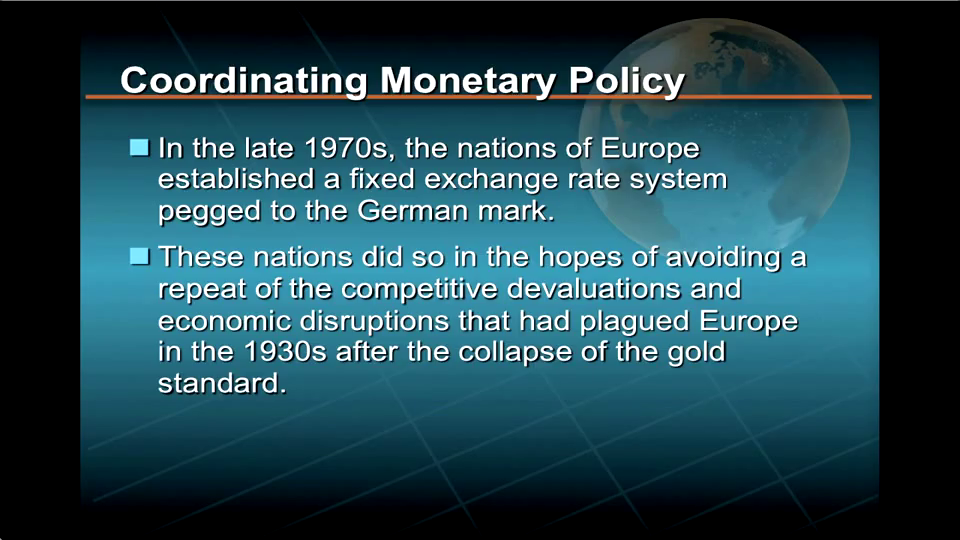 Coordinating Monetary Policy
In the late 1970s, the nations of Europe
established a fixed exchange rate system
pegged to the German mark.
These nations did so in the hopes of avoiding a
repeat of the competitive devaluations and
economic disruptions that had plagued Europe
in the 1930s after the collapse of the gold
standard.